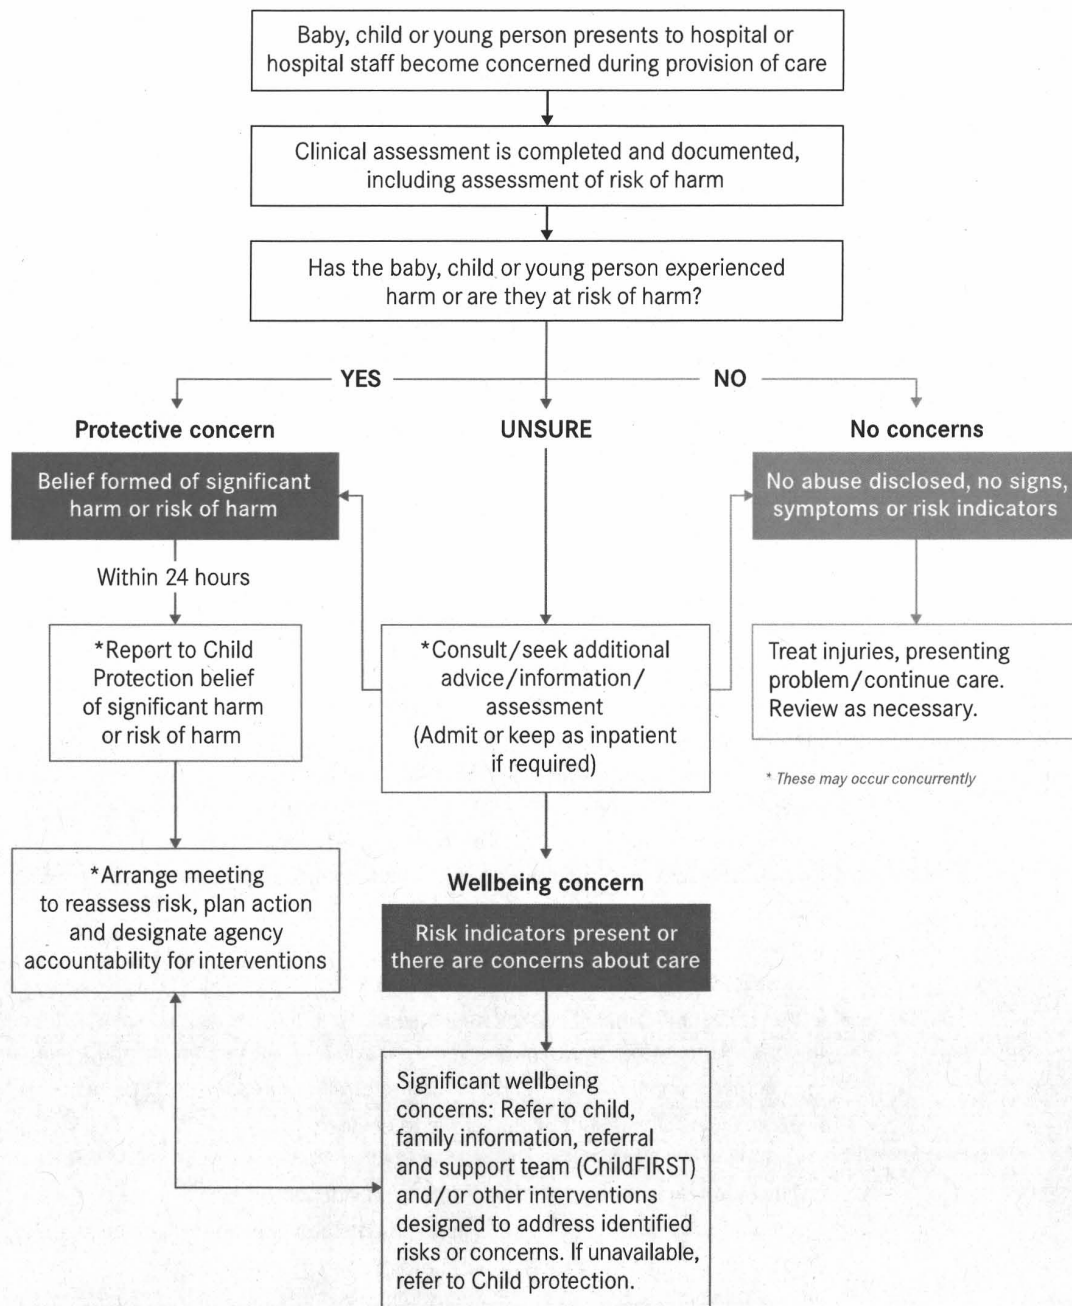 Baby, child or young person presents to hospital or
hospital staff become concerned during provision of care
Clinical assessment is completed and documented,
including assessment of risk of harm
Has the baby, child or young person experienced
harm or are they at risk of harm?
YES
NO
Protective concern
UNSURE
No concerns
Belief formed of significant
harm or risk of harm
No abuse disclosed, no signs,
symptoms or risk indicators
Within 24 hours
*Report to Child
Protection belief
of significant harm
or risk of harm
*Consult/seek additional
advice/information/
assessment
(Admit or keep as inpatient
if required)
Treat injuries, presenting
problem/continue care.
Review as necessary.
* These may occur concurrently
*Arrange meeting
to reassess risk, plan action
and designate agency
accountability for interventions
Wellbeing concern
Risk indicators present or
there are concerns about care
Significant wellbeing
concerns: Refer to child,
family information, referral
and support team (ChildFIRST)
and/or other interventions
designed to address identified
risks or concerns. If unavailable,
refer to Child protection.